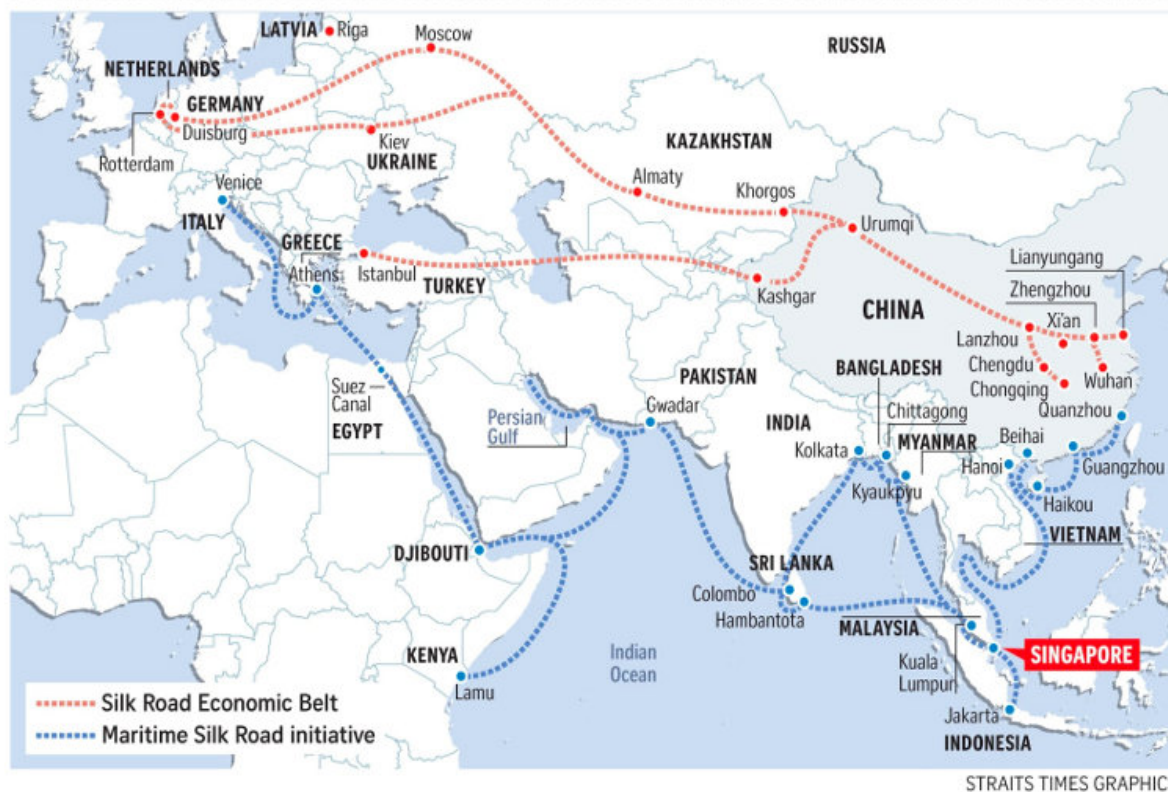 LATVIA
Riga
Moscow
RUSSIA
NETHERLANDS
GERMANY
Duisburg
Rotterdam
Kiev
UKRAINE
KAZAKHSTAN
Almaty
Khorgos
Urumqi
Venice
ITALY
GREECE
Athens
Istanbul
TURKEY
Kashgar
CHINA
Lianyungang
Zhengzhou
Xi'an
Lanzhou
Chengdu
Chongqing
Wuhan
Quanzhou
Suez
Canal
EGYPT
Persian
Gulf
PAKISTAN
Gwadar
INDIA
BANGLADESH
Chittagong
Kolkata
MYANMAR
Kyaukpyu
Beihai
Hanoi
Guangzhou
Haikou
VIETNAM
DJIBOUTI
SRI LANKA
Colombo
Hambantota
MALAYSIA
SINGAPORE
Kuala
Lumpur
KENYA
Lamu
Indian
Ocean
Jakarta
INDONESIA
Silk Road Economic Belt
Maritime Silk Road initiative
STRAITS TIMES GRAPHIC